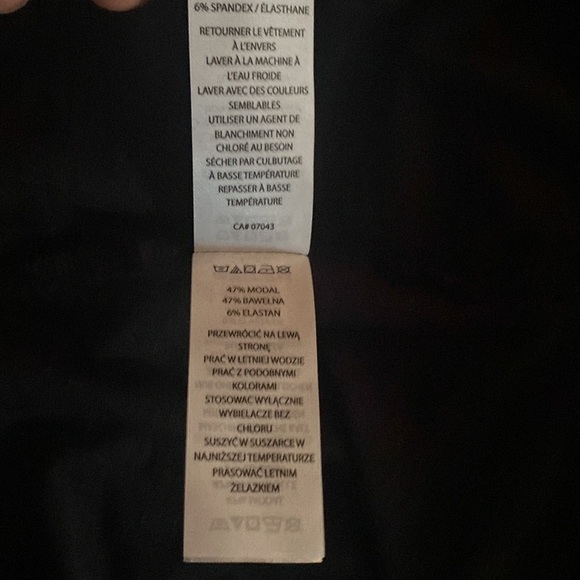 6% SPANDEX / ÉLASTHANE
RETOURNER LE VÊTEMENT
À L'ENVERS
LAVER À LA MACHINE À
L'EAU FROIDE
LAVER AVEC DES COULEURS
SEMBLABLES
UTILISER UN AGENT DE
BLANCHIMENT NON
CHLORÉ AU BESOIN
SÉCHER PAR CULBUTAGE
À BASSE TEMPÉRATURE
REPASSER À BASSE
TEMPÉRATURE
CA# 07043
47% MODAL
47% BAWEŁNA
6% ELASTAN
PRZEWRÓCIĆ NA LEWĄ
STRONĘ
PRAĆ W LETNIEJ WODZIE
PRAĆ Z PODOBNYMI
KOLORAMI
STOSOWAĆ WYŁĄCZNIE
WYBIELACZE BEZ
CHLORU
SUSZYĆ W SUSZARCE W
NAJNIŻSZEJ TEMPERATURZE
PRASOWAĆ LETNIM
ŻELAZKIEM